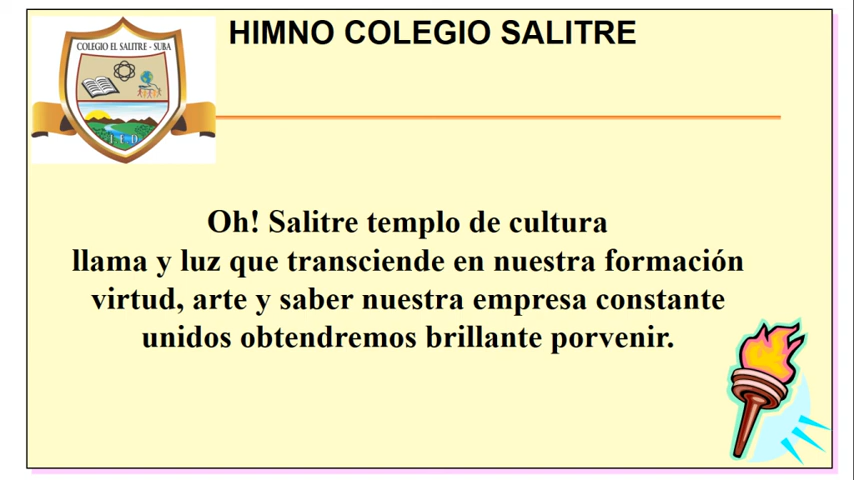 HIMNO COLEGIO SALITRE
COLEGIO EL SALITRE - SUBA
I.E.D
Oh! Salitre templo de cultura
llama y luz que transciende en nuestra formación
virtud, arte y saber nuestra empresa constante
unidos obtendremos brillante porvenir.